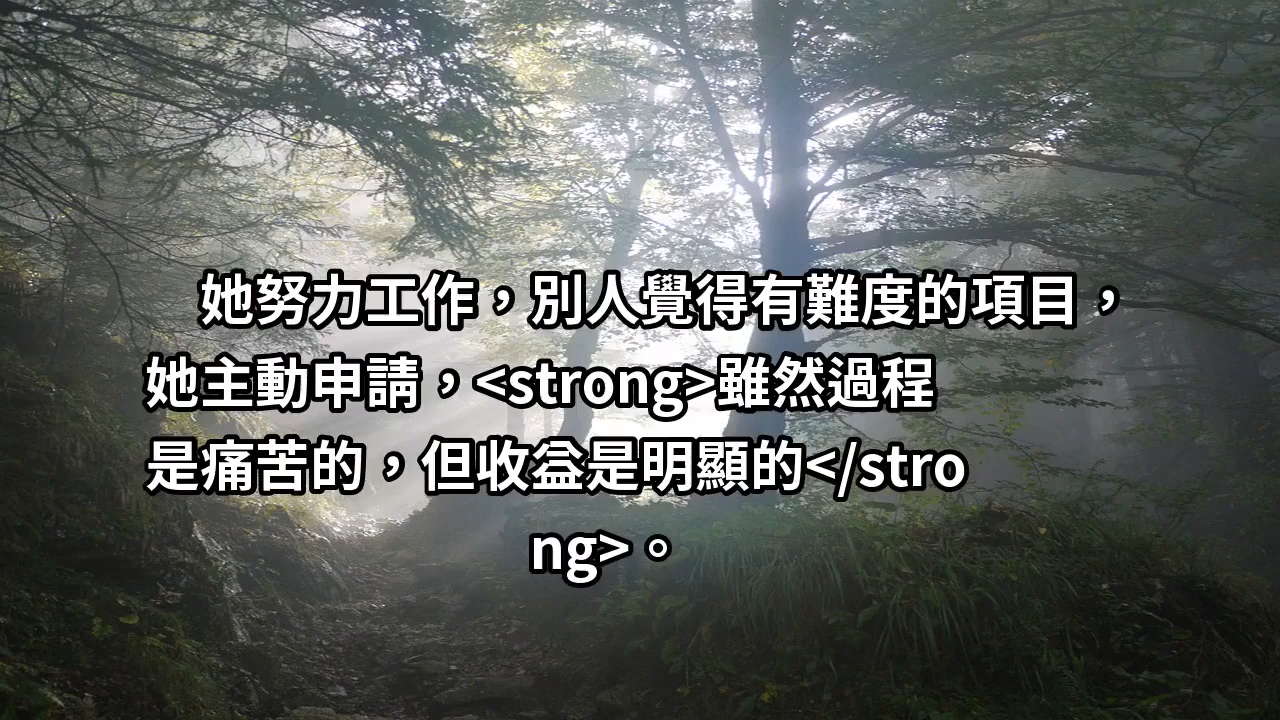 她努力工作，別人覺得有難度的項目，
她主動申請，<strong>雖然過程
是痛苦的，但收益是明顯的</stro
ng>。